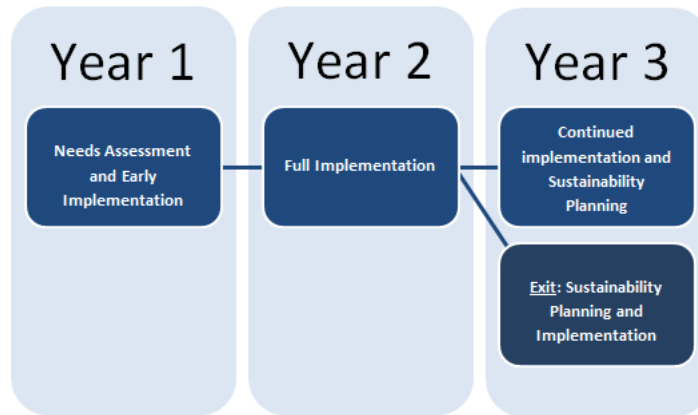 Year 1
Needs Assessment
and Early
Implementation
Year 2
Full Implementation
Year 3
Continued
implementation and
Sustainability
Planning
Exit: Sustainability
Planning and
Implementation